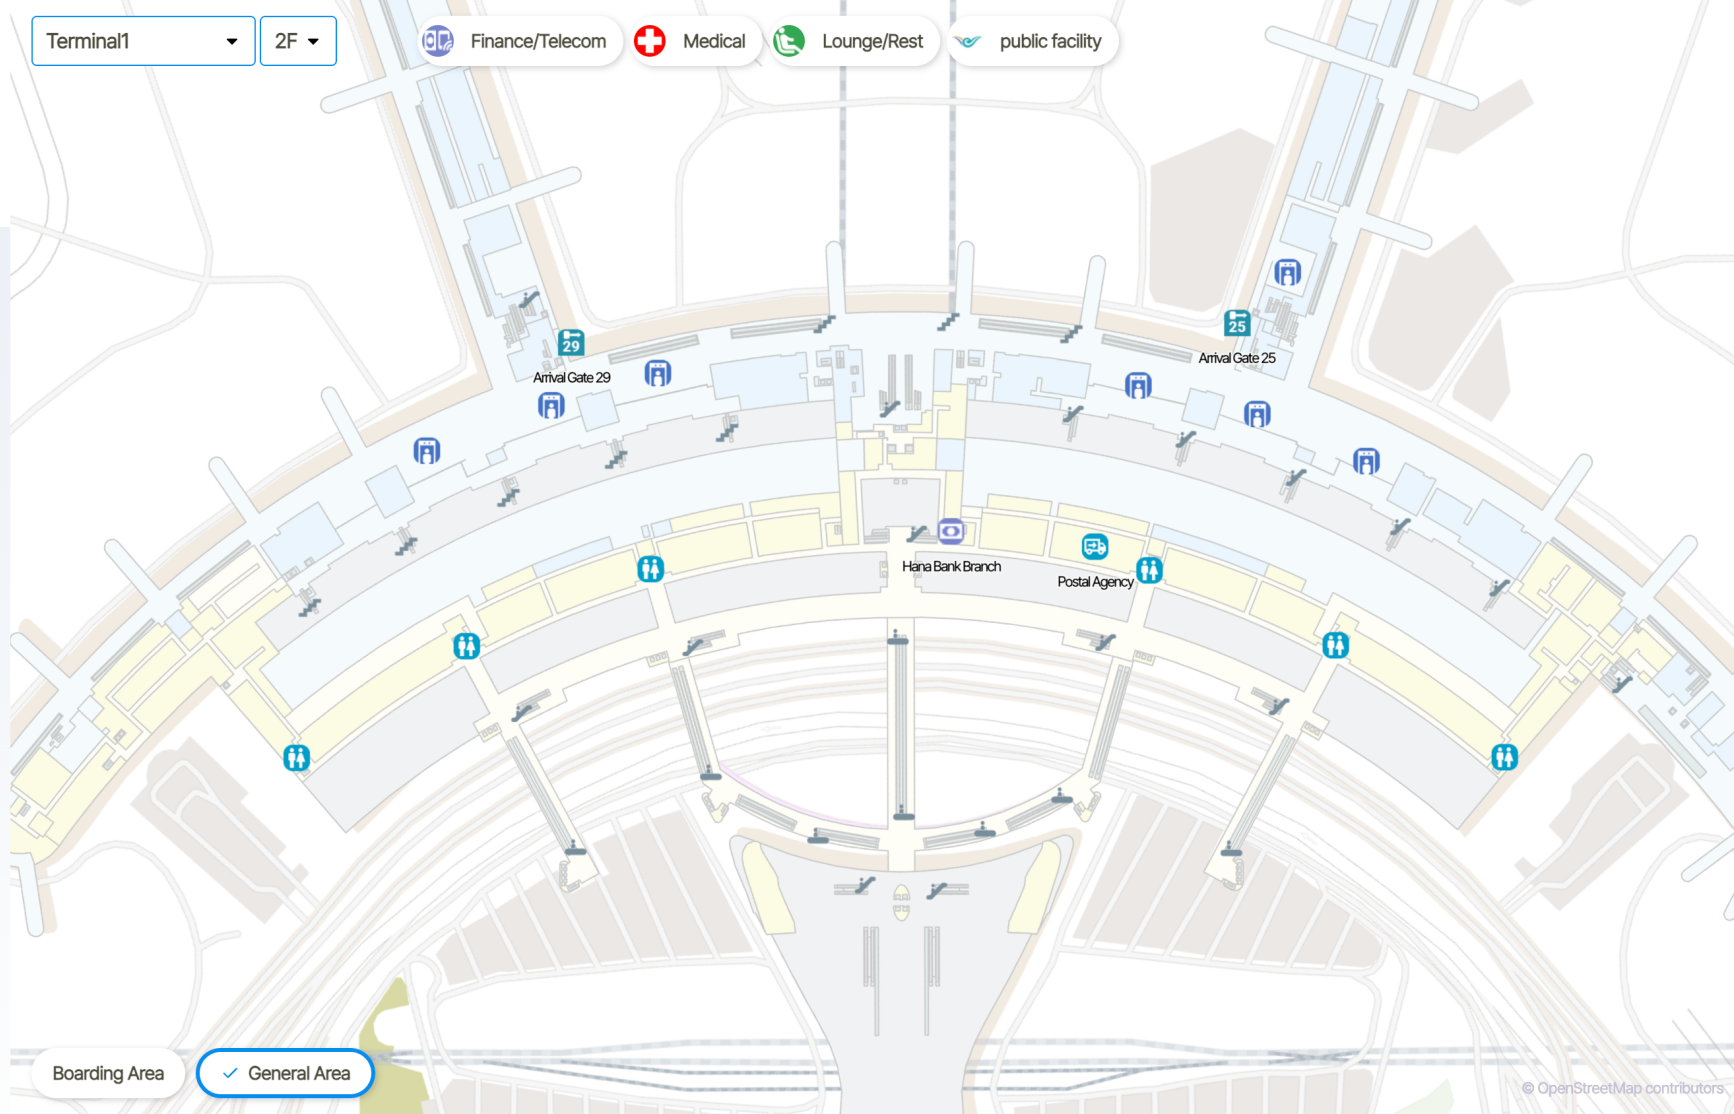 Terminal1
2F
Finance/Telecom
Medical
Lounge/Rest
public facility
25
29
Arrival Gate 25
Arrival Gate 29
Hana Bank Branch
Postal Agency
Boarding Area
General Area
© OpenStreetMap contributors